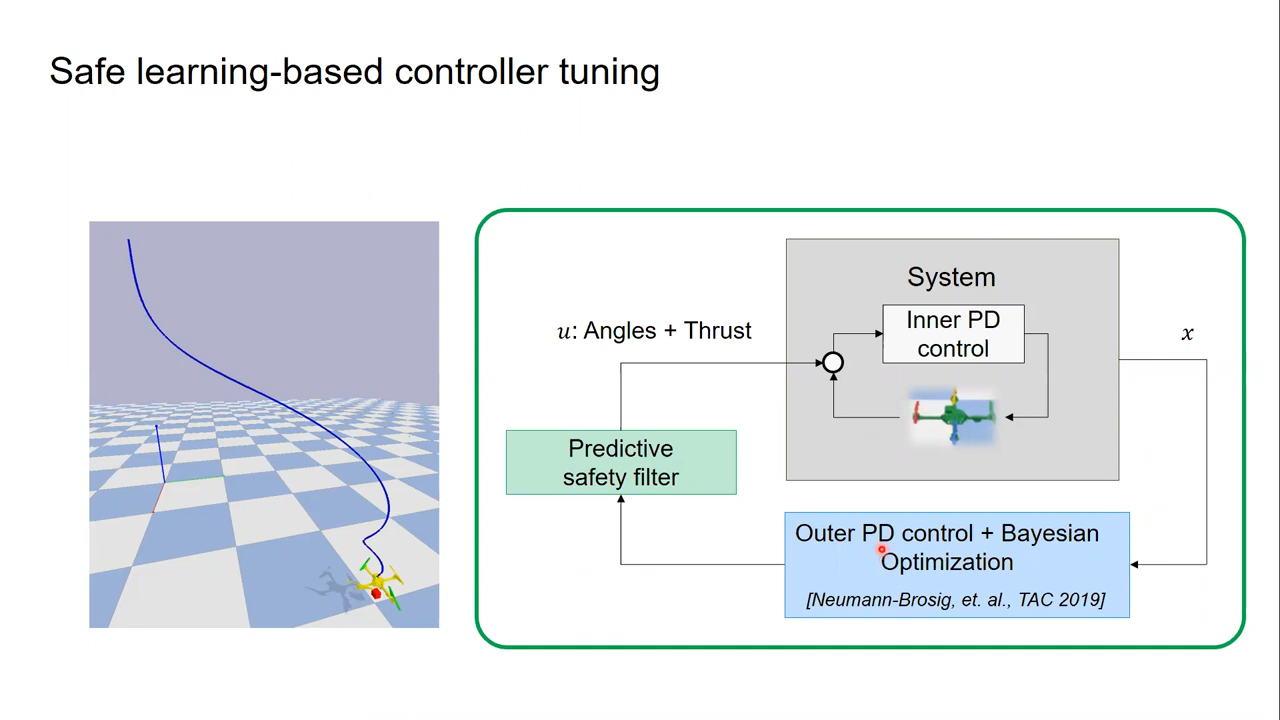 Safe learning-based controller tuning
System
Inner PD
control
u: Angles + Thrust
x
Predictive
safety filter
Outer PD control + Bayesian
Optimization
[Neumann-Brosig, et. al., TAC 2019]